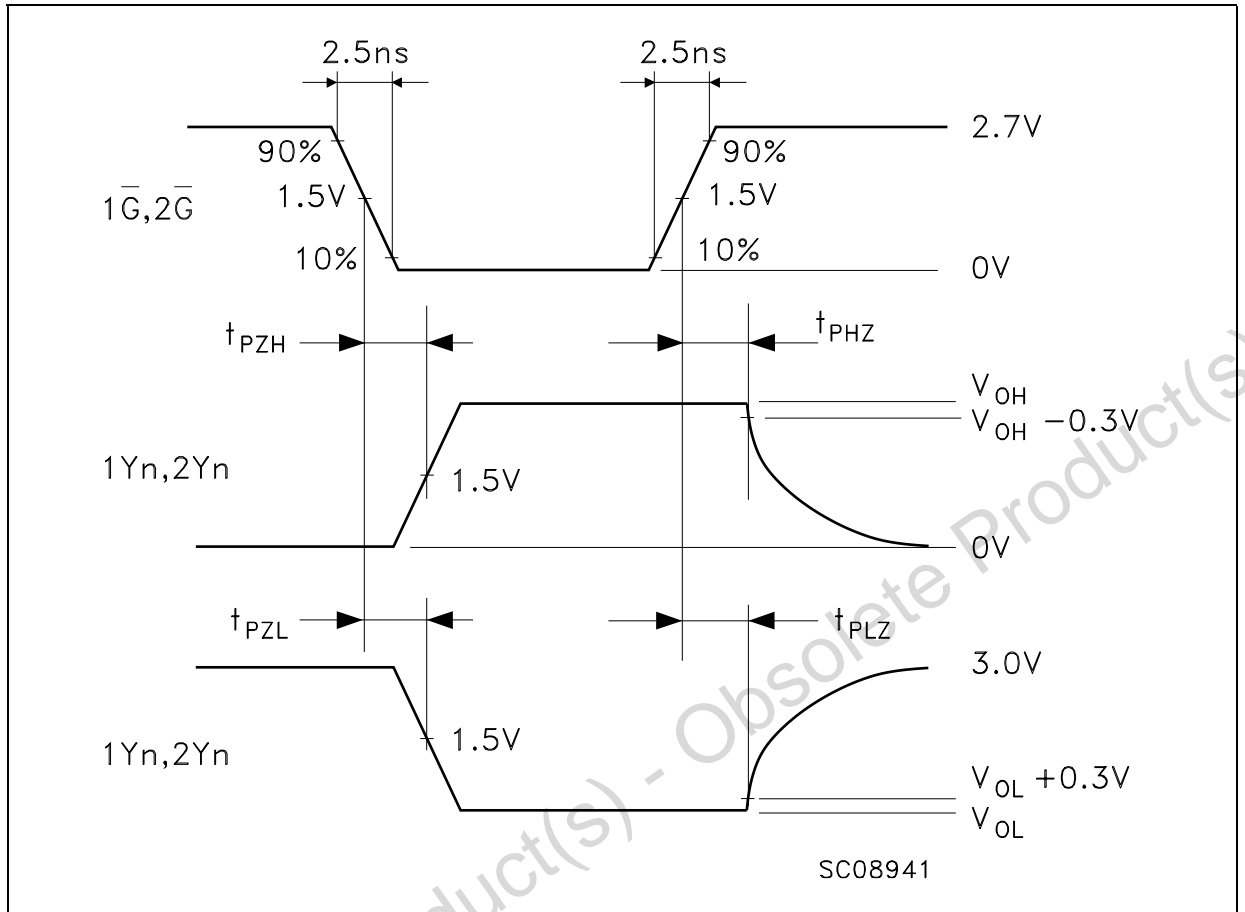 2.5ns 2.5ns
2.7V
90% 90%
1G̅,2G̅ 1.5V 1.5V
10% 10%
0V
tPZH tPHZ
VOH
VOH −0.3V
1Yn,2Yn 1.5V
0V
tPZL tPLZ
3.0V
1Yn,2Yn 1.5V
VOL +0.3V
VOL
SC08941
duct(s) - Obsolete Product(s)